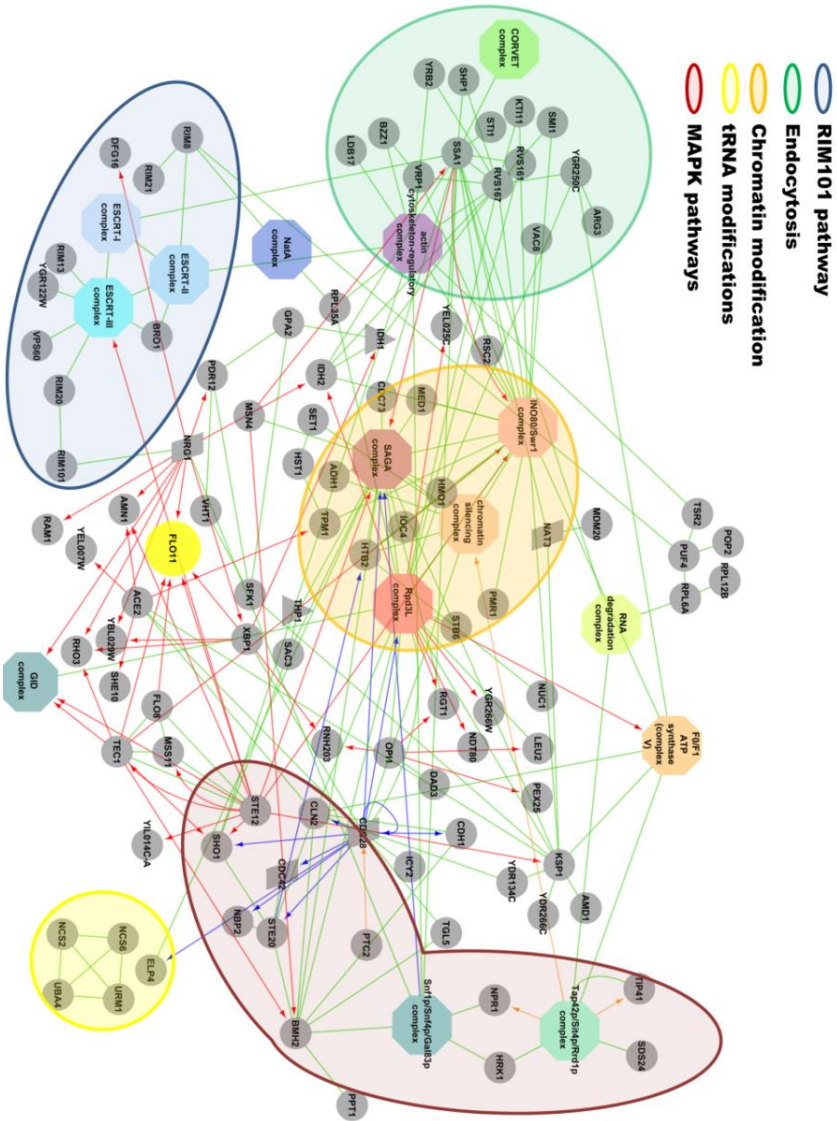 RIM101 pathway
Endocytosis
Chromatin modification
tRNA modifications
MAPK pathways
CORVET
complex
YRB2
SHP1
KTI11
SMI1
STI1
BZZ1
LDB17
SSA1
RVS161
YGR250C
VRP1
RVS167
ARG3
VAC8
actin
cytoskeleton-regulatory
complex
DFG16
RIM8
RIM21
ESCRT-I
complex
ESCRT-II
complex
RIM13
YGR122W
ESCRT-III
complex
VPS60
BRO1
RIM20
RIM101
NatA
complex
RPL35A
GPA2
IDH1
YEL025C
RSC2
PDR12
IDH2
CDC73
MED1
INO80/Swr1
complex
MSN4
SET1
NRG1
HST1
SAGA
complex
ADH1
HMO1
chromatin
silencing
complex
NAT3
MDM20
TPM1
IOC4
HTB2
Rpd3L
complex
PMR1
STB6
TSR2
POP2
PUF4
RPL12B
RPL6A
RNA
degradation
complex
VHT1
AMN1
RAM1
YEL007W
FLO11
ACE2
SFK1
THP1
XBP1
SAC3
RHO3
YBL029W
SHE10
GID
complex
FLO8
TEC1
MSS11
RGT1
YGR266W
NUC1
RNH203
OPI1
NDT80
LEU2
F0/F1
ATP
synthase
(complex
V)
DAD3
PEX25
STE12
CLN2
YIL014C-A
SHO1
CDC28
CDH1
KSP1
CDC42
ICY2
YDR134C
YDR266C
AMD1
NBP2
STE20
PTC2
TGL5
NCS2
NCS6
ELP4
UBA4
URM1
BMH2
Snf1p/Snf4p/Gal83p
complex
NPR1
Tap42p/Sit4p/Rrd1p
complex
TIP41
HRK1
SDS24
PPT1